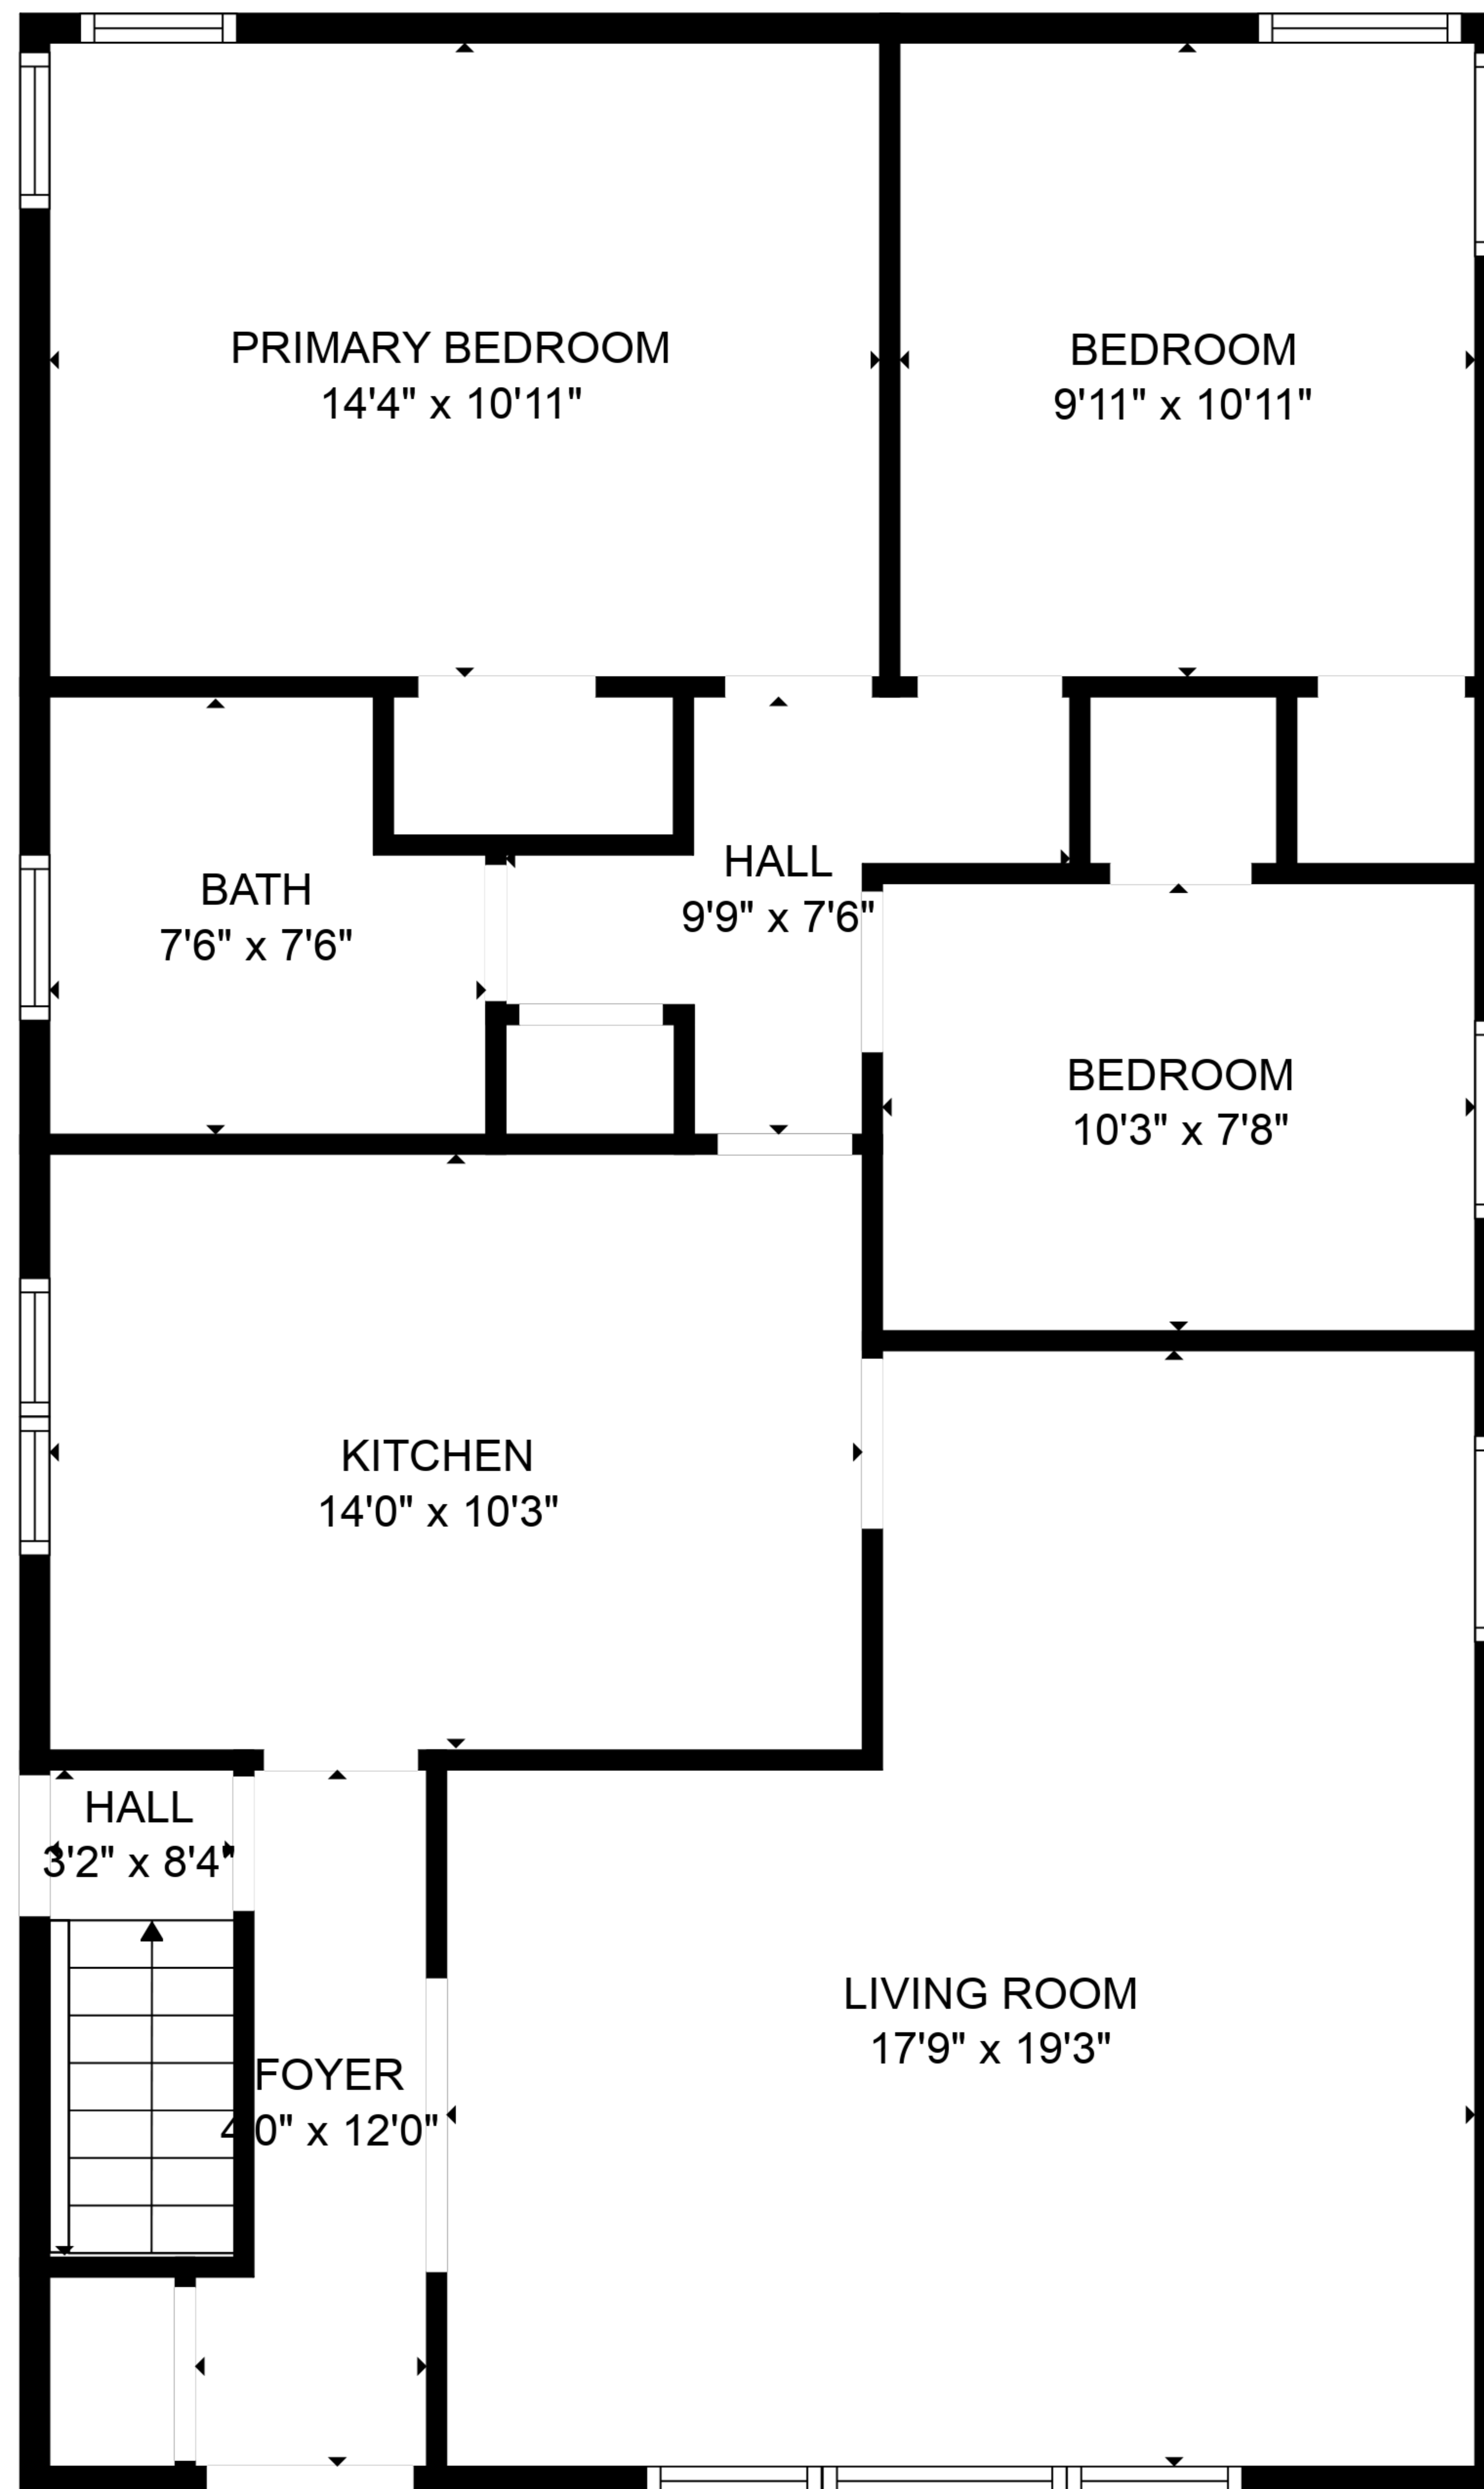 PRIMARY BEDROOM
14'4" x 10'11"
BEDROOM
9'11" x 10'11"
HALL
9'9" x 7'6"
BATH
7'6" x 7'6"
BEDROOM
10'3" x 7'8"
KITCHEN
14'0" x 10'3"
HALL
3'2" x 8'4"
LIVING ROOM
17'9" x 19'3"
FOYER
4'0" x 12'0"